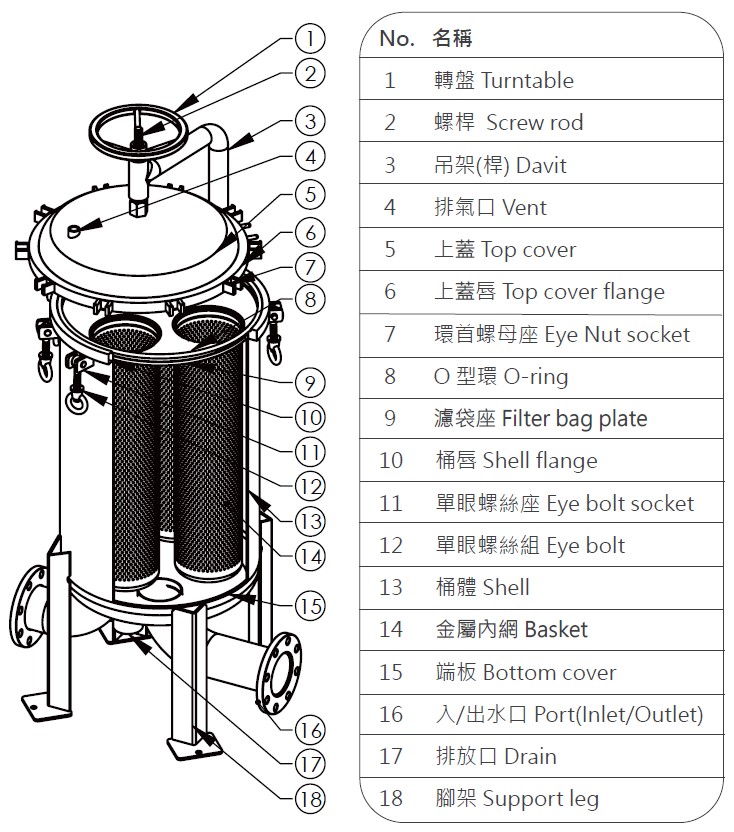 1
2
3
4
5
6
7
8
9
10
11
12
13
14
15
16
17
18
No. 名稱
1 轉盤 Turntable
2 螺桿 Screw rod
3 吊架(桿) Davit
4 排氣口 Vent
5 上蓋 Top cover
6 上蓋唇 Top cover flange
7 環首螺母座 Eye Nut socket
8 O 型環 O-ring
9 濾袋座 Filter bag plate
10 桶唇 Shell flange
11 單眼螺絲座 Eye bolt socket
12 單眼螺絲組 Eye bolt
13 桶體 Shell
14 金屬內網 Basket
15 端板 Bottom cover
16 入/出水口 Port(Inlet/Outlet)
17 排放口 Drain
18 腳架 Support leg